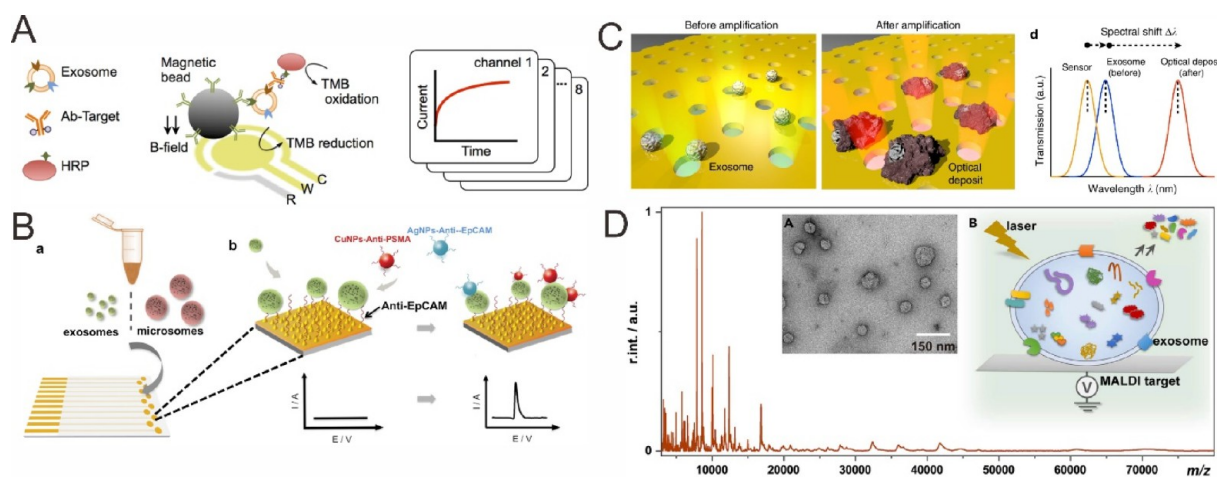 A
Exosome
Ab-Target
HRP
Magnetic
bead
B-field
TMB
oxidation
TMB reduction
C
W
R
channel 1
2
...
8
Current
Time
B
a
exosomes
microsomes
b
CuNPs-Anti-PSMA
AgNPs-Anti--EpCAM
Anti-EpCAM
I / A
E / V
I / A
E / V
C
Before amplification
After amplification
Exosome
Optical
deposit
d
Spectral shift Δλ
Sensor
Exosome
(before)
Optical depos
(after)
Transmission (a.u.)
Wavelength λ (nm)
D
1
r.int. / a.u.
0
10000
20000
30000
40000
50000
60000
70000
m/z
A
150 nm
B
laser
exosome
V
MALDI target